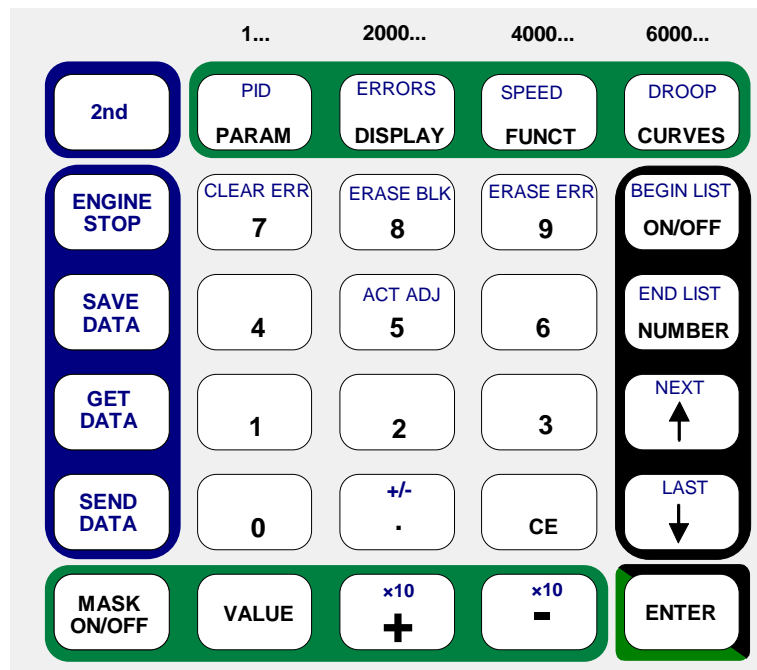 1... 2000... 4000... 6000...
2nd
PID ERRORS SPEED DROOP
PARAM DISPLAY FUNCT CURVES
ENGINE
STOP
CLEAR ERR ERASE BLK ERASE ERR BEGIN LIST
7 8 9 ON/OFF
SAVE
DATA
ACT ADJ END LIST
4 5 6 NUMBER
GET
DATA
NEXT
1 2 3 ↑
SEND
DATA
+/- LAST
0 . CE ↓
MASK
ON/OFF
VALUE
×10 ×10
+ -
ENTER